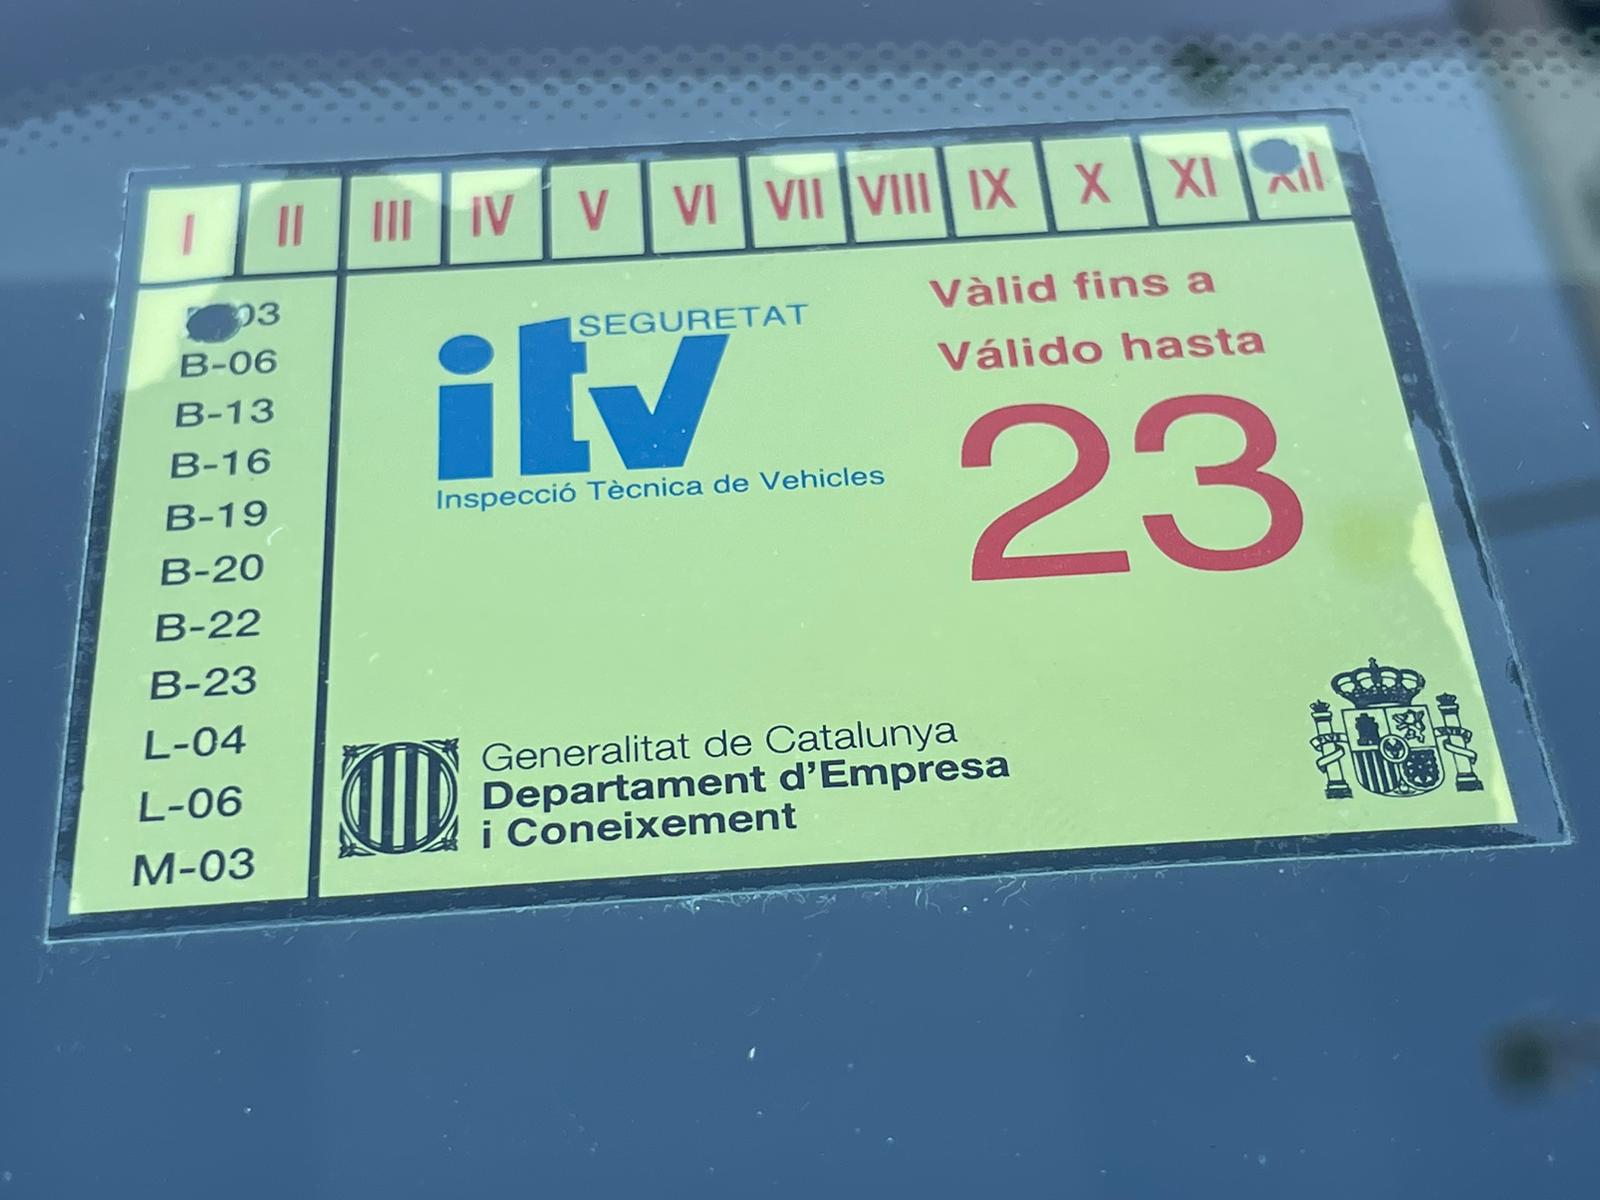 I II III IV V VI VII VIII IX X XI XII
B-06
B-13
B-16
B-19
B-20
B-22
B-23
L-04
L-06
M-03
SEGURETAT
itv
Inspecció Tècnica de Vehicles
Vàlid fins a
Válido hasta
23
Generalitat de Catalunya
Departament d'Empresa
i Coneixement